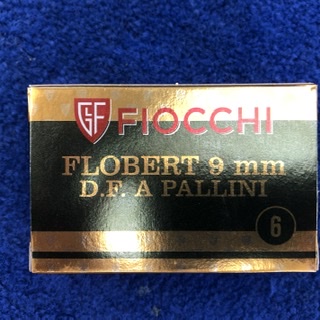 GF FIOCCHI
FLOBERT 9 mm
D.F. A PALLINI
6